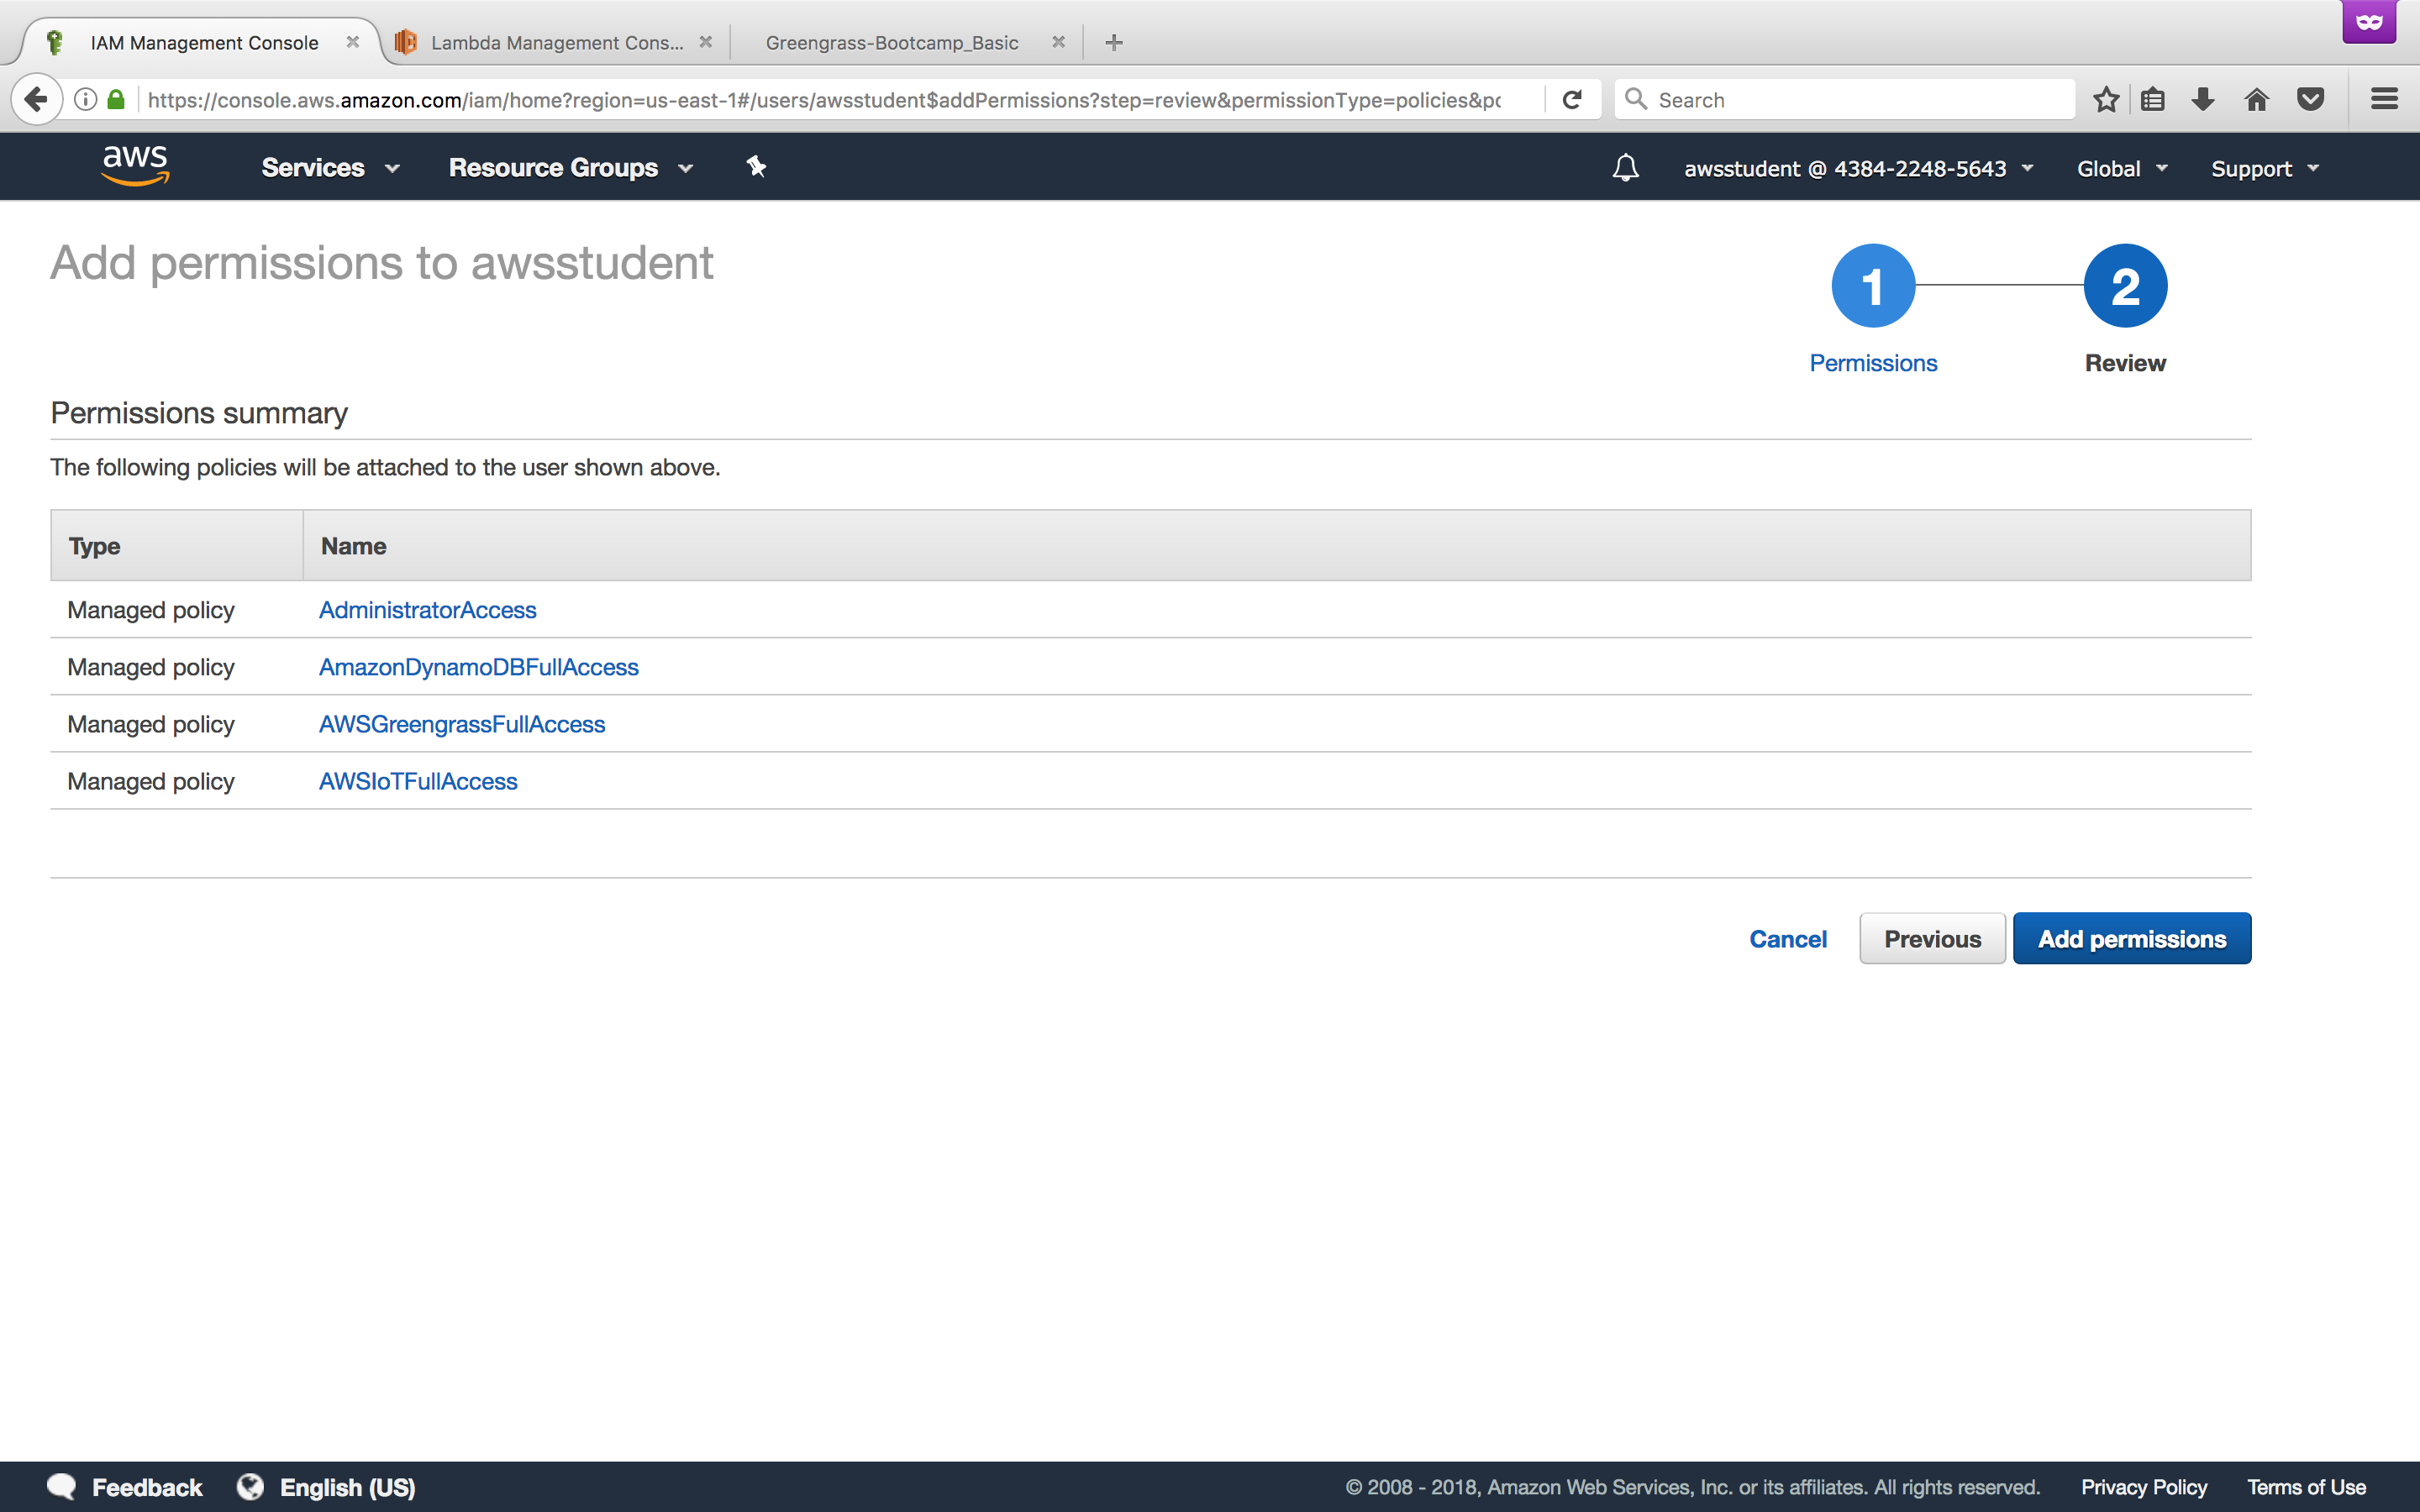 IAM Management Console
Lambda Management Cons...
Greengrass-Bootcamp_Basic
https://console.aws.amazon.com/iam/home?region=us-east-1#/users/awsstudent$addPermissions?step=review&permissionType=policies&pc
Search
aws
Services
Resource Groups
awsstudent @ 4384-2248-5643
Global
Support
Add permissions to awsstudent
1
2
Permissions
Review
Permissions summary
The following policies will be attached to the user shown above.
Type Name
Managed policy AdministratorAccess
Managed policy AmazonDynamoDBFullAccess
Managed policy AWSGreengrassFullAccess
Managed policy AWSIoTFullAccess
Cancel
Previous
Add permissions
Feedback
English (US)
© 2008 - 2018, Amazon Web Services, Inc. or its affiliates. All rights reserved.
Privacy Policy
Terms of Use